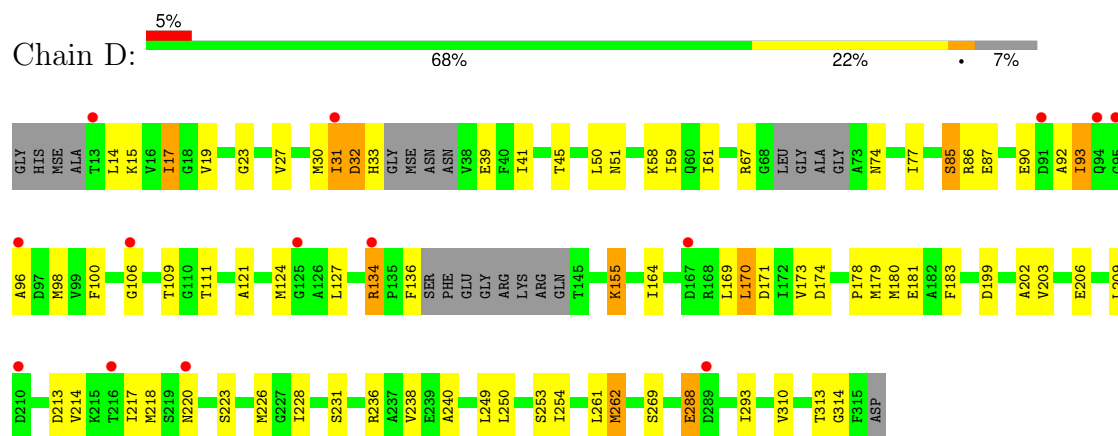 5%
Chain D:
68% 22% • 7%
GLY HIS MSE ALA T13 L14 K15 V16 I17 G18 V19 G23 V27 M30 I31 D32 H33 GLY MSE ASN ASN V38 E39 F40 I41 T45 L50 N51 K58 I59 Q60 I61 R67 G68 LEU GLY ALA GLY A73 N74 I77 S85 R86 E87 E90 D91 A92 I93 Q94 G95
A96 D97 M98 V99 F100 G106 T109 G110 T111 A121 M124 G125 A126 L127 R134 P135 F136 SER PHE GLU GLY ARG LYS ARG GLN T145 K155 I164 D167 R168 L169 L170 D171 I172 V173 D174 P178 M179 M180 E181 A182 F183 D199 A202 V203 E206 L209
D210 D213 V214 K215 T216 I217 M218 S219 N220 S223 M226 G227 I228 S231 R236 A237 V238 E239 A240 L249 L250 S253 I254 L261 M262 S269 E288 D289 I293 V310 T313 G314 F315 ASP